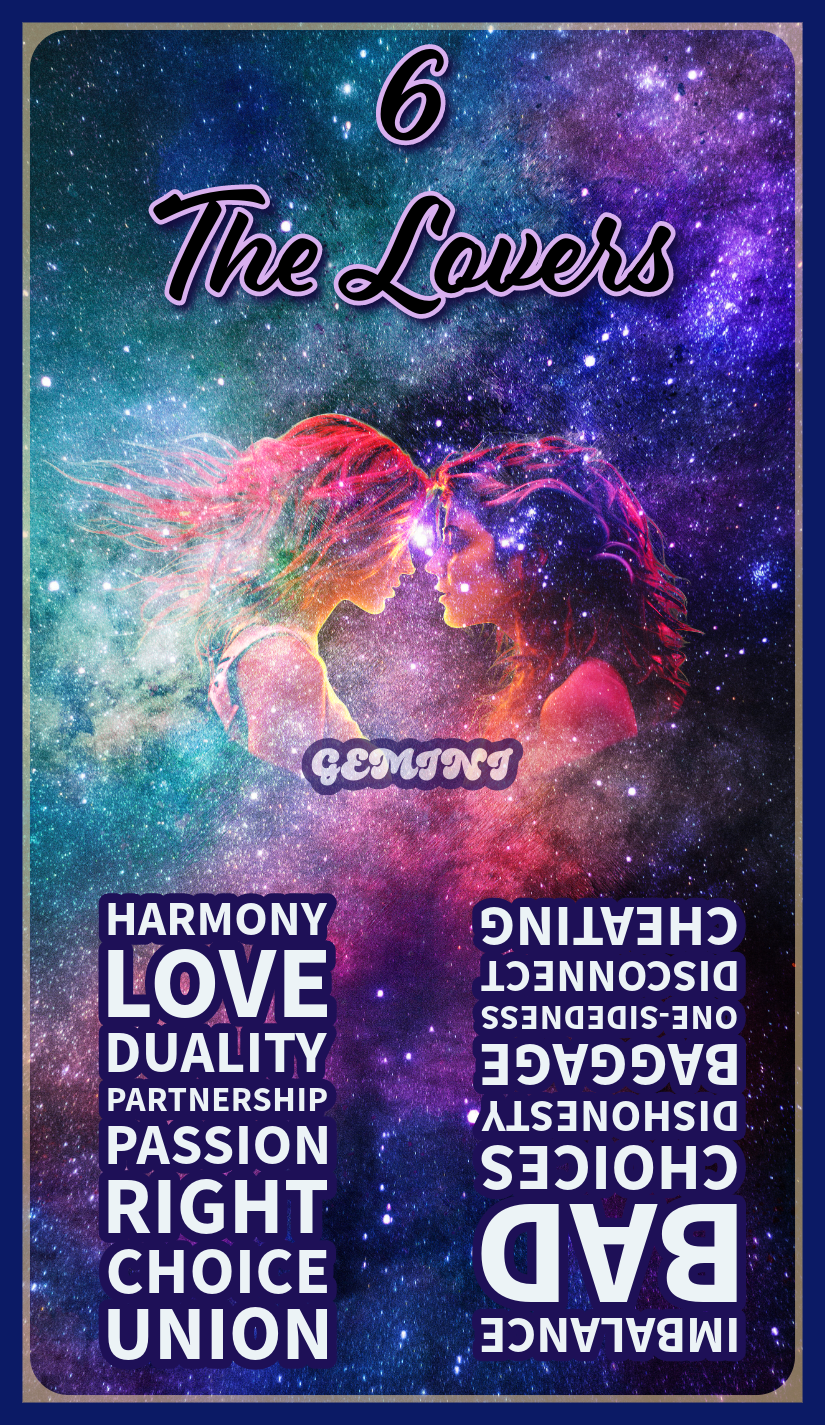 6
The Lovers
GEMINI
HARMONY
LOVE
DUALITY
PARTNERSHIP
PASSION
RIGHT
CHOICE
UNION
IMBALANCE
BAD
CHOICES
DISHONESTY
BAGGAGE
ONE-SIDEDNESS
DISCONNECT
CHEATING